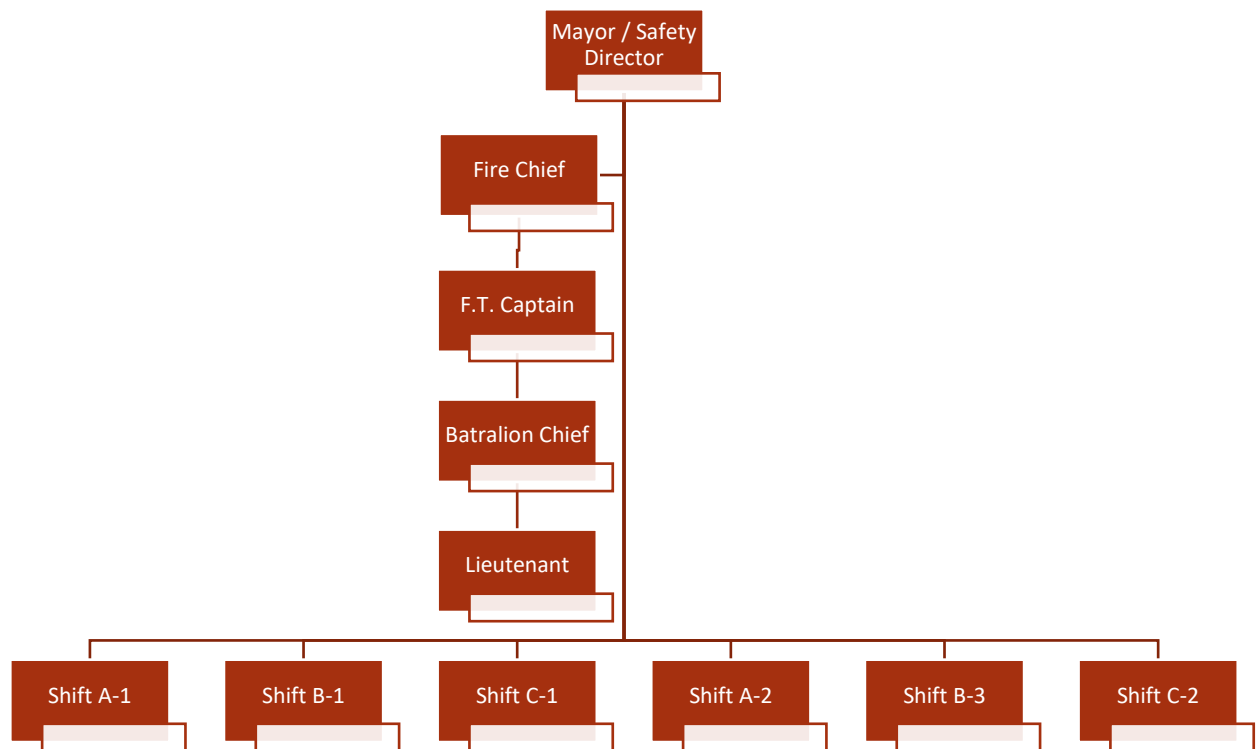 Mayor / Safety
Director
Fire Chief
F.T. Captain
Batralion Chief
Lieutenant
Shift A-1
Shift B-1
Shift C-1
Shift A-2
Shift B-3
Shift C-2